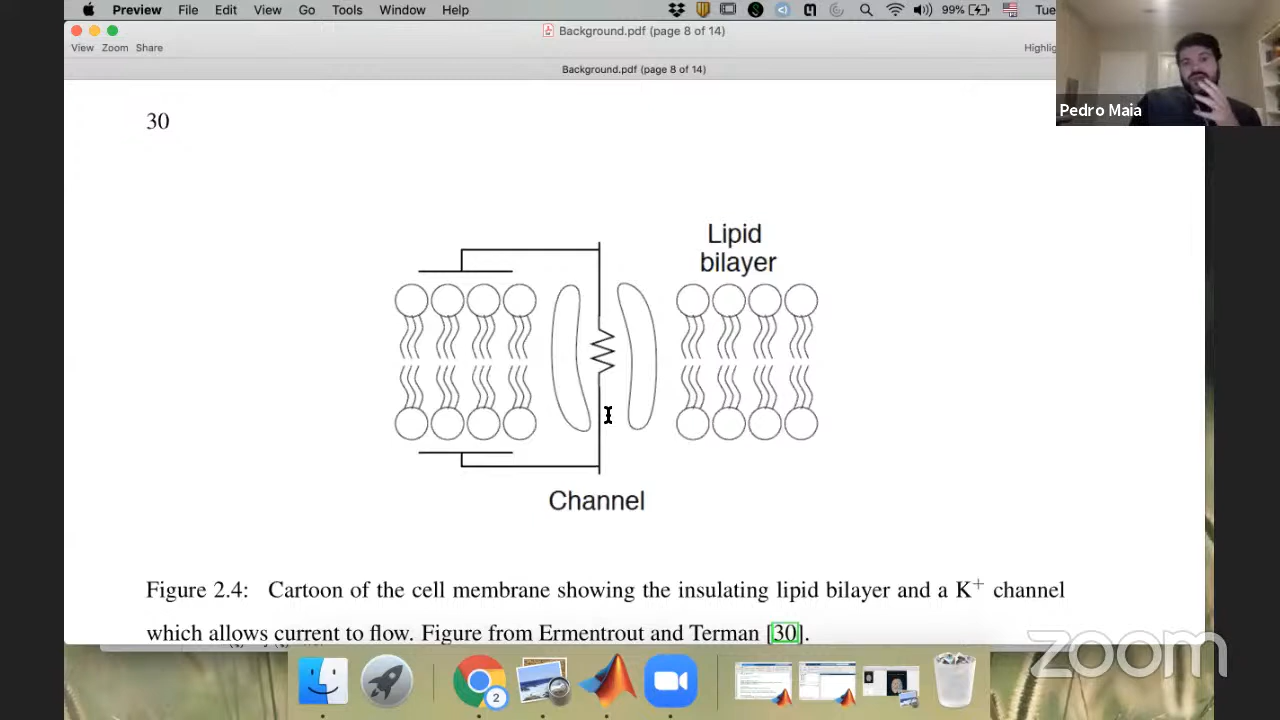 Preview File Edit View Go Tools Window Help 99% Tue
Background.pdf (page 8 of 14)
View Zoom Share
Background.pdf (page 8 of 14)
Pedro Maia
30
Lipid
bilayer
Channel
Figure 2.4: Cartoon of the cell membrane showing the insulating lipid bilayer and a K+ channel
which allows current to flow. Figure from Ermentrout and Terman [30].
2
zoom